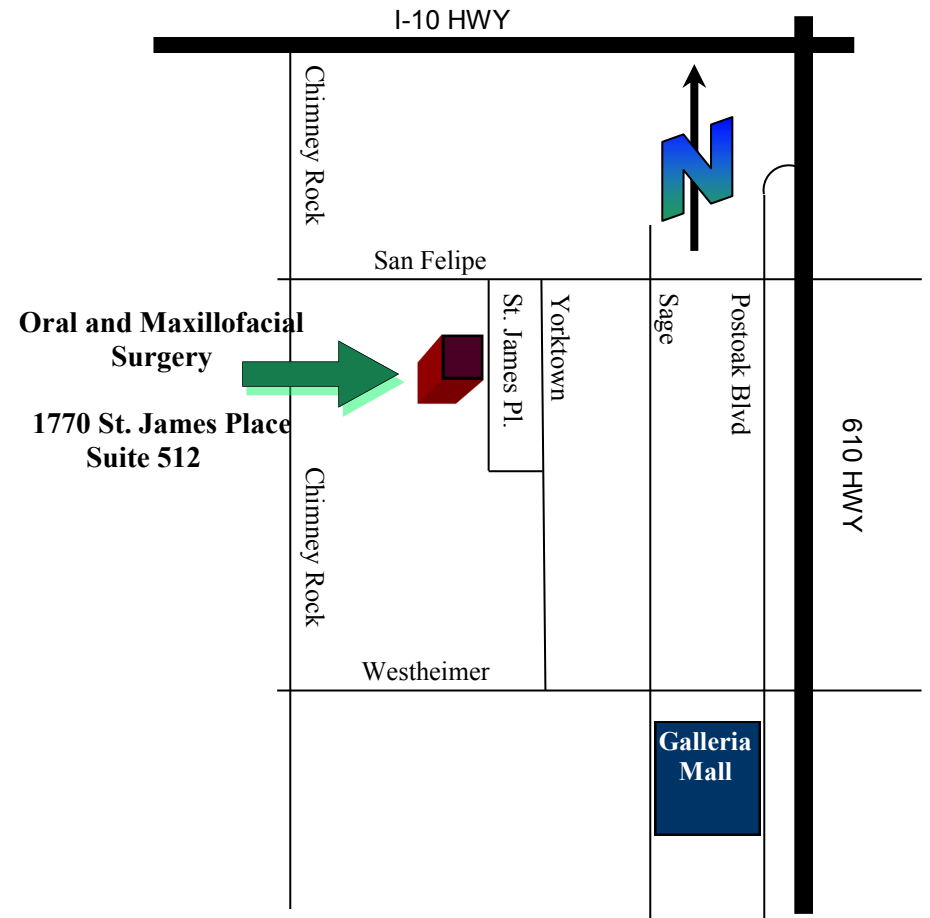 I-10 HWY
Chimney Rock
N
San Felipe
Oral and Maxillofacial
Surgery
St. James Pl.
Yorktown
Sage
Postoak Blvd
1770 St. James Place
Suite 512
610 HWY
Chimney Rock
Westheimer
Galleria
Mall